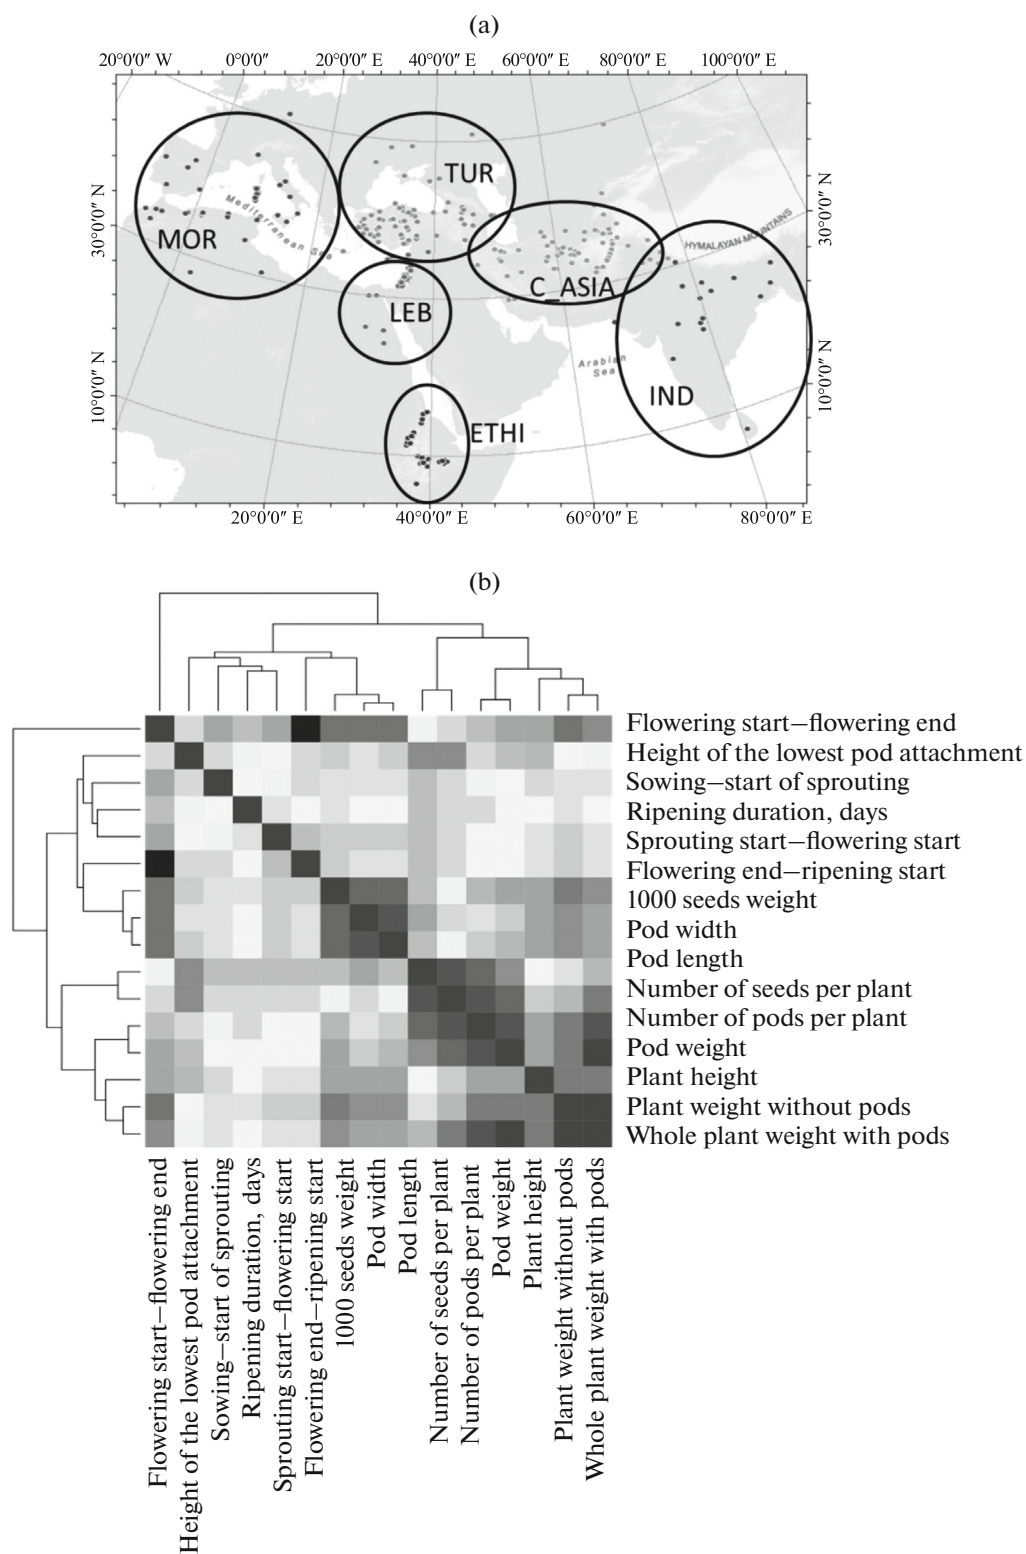 (a)
20°0′0″ W 0°0′0″ 20°0′0″ E 40°0′0″ E 60°0′0″ E 80°0′0″ E 100°0′0″ E
30°0′0″ N
10°0′0″ N
30°0′0″ N
10°0′0″ N
MOR
Mediterranean Sea
TUR
LEB
C_ASIA
HYMALAYAN MOUNTAINS
Arabian
Sea
IND
ETHI
20°0′0″ E 40°0′0″ E 60°0′0″ E 80°0′0″ E
(b)
Flowering start–flowering end
Height of the lowest pod attachment
Sowing–start of sprouting
Ripening duration, days
Sprouting start–flowering start
Flowering end–ripening start
1000 seeds weight
Pod width
Pod length
Number of seeds per plant
Number of pods per plant
Pod weight
Plant height
Plant weight without pods
Whole plant weight with pods
Flowering start–flowering end
Height of the lowest pod attachment
Sowing–start of sprouting
Ripening duration, days
Sprouting start–flowering start
Flowering end–ripening start
1000 seeds weight
Pod width
Pod length
Number of seeds per plant
Number of pods per plant
Pod weight
Plant height
Plant weight without pods
Whole plant weight with pods